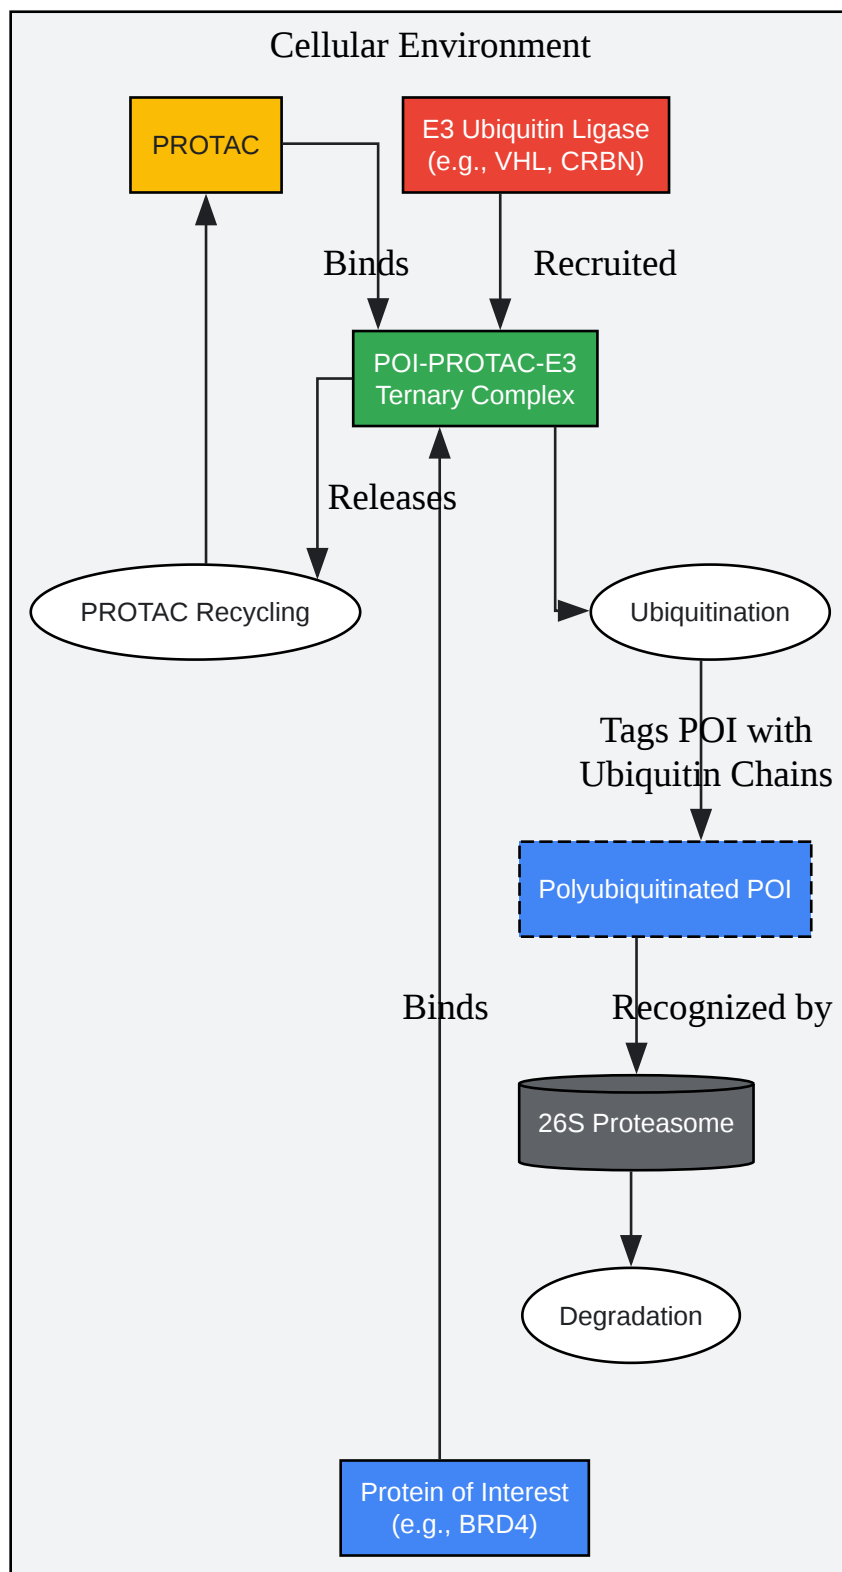 Cellular Environment
PROTAC
E3 Ubiquitin Ligase
(e.g., VHL, CRBN)
Binds
Recruited
POI-PROTAC-E3
Ternary Complex
Releases
PROTAC Recycling
Ubiquitination
Tags POI with
Ubiquitin Chains
Polyubiquitinated POI
Binds
Recognized by
26S Proteasome
Degradation
Protein of Interest
(e.g., BRD4)